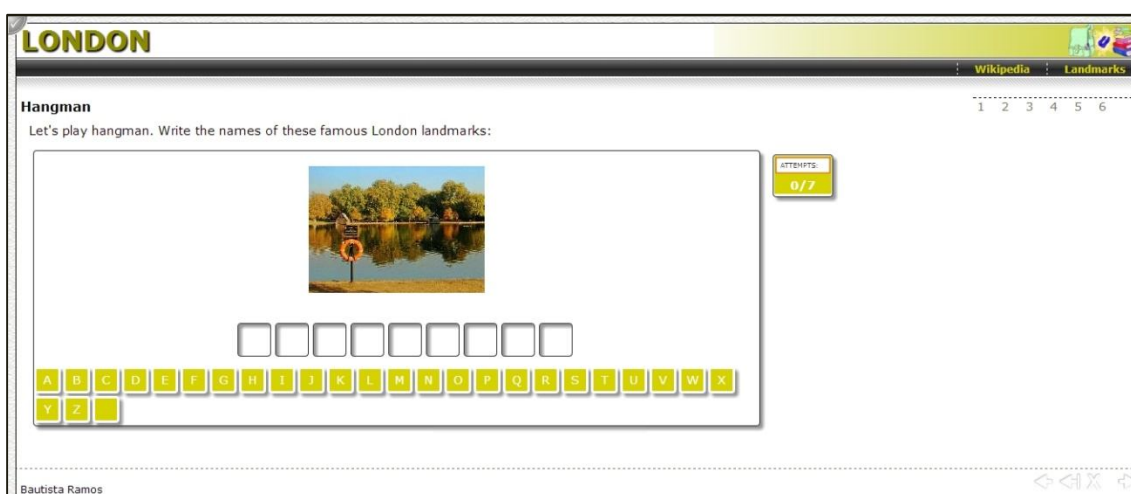 LONDON
Wikipedia Landmarks
Hangman
1 2 3 4 5 6
Let's play hangman. Write the names of these famous London landmarks:
ATTEMPTS:
0/7
A B C D E F G H I J K L M N O P Q R S T U V W X
Y Z
Bautista Ramos